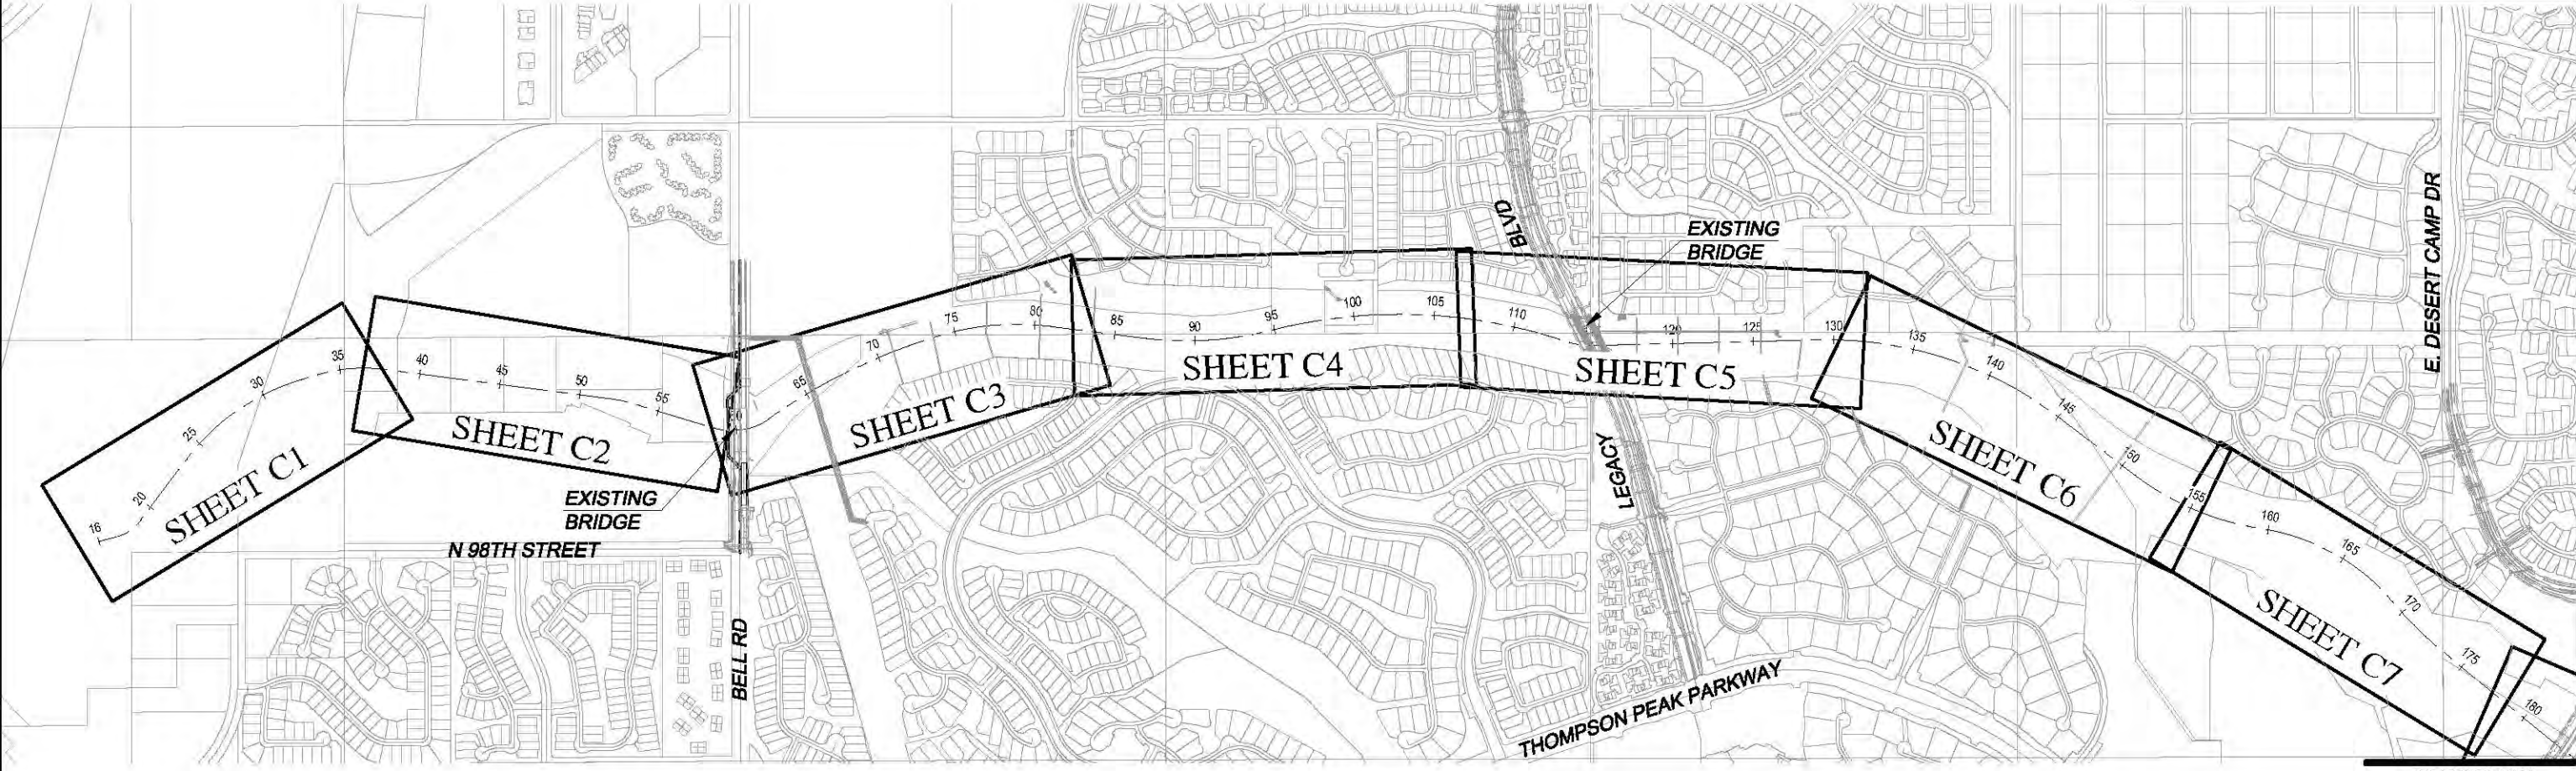 BLVD
EXISTING
BRIDGE
E. DESERT CAMP DR
16
20
25
30
35
40
45
50
55
60
65
70
75
80
85
90
95
100
105
110
120
125
130
135
140
145
150
155
160
165
170
175
180
SHEET C1
SHEET C2
SHEET C3
SHEET C4
SHEET C5
SHEET C6
SHEET C7
EXISTING
BRIDGE
N 98TH STREET
BELL RD
LEGACY
THOMPSON PEAK PARKWAY